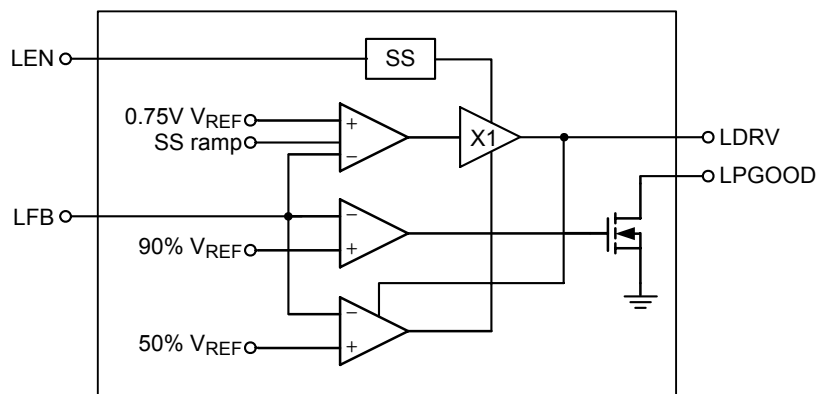 LEN
SS
0.75V VREF
+
X1
LDRV
SS ramp
−
LPGOOD
LFB
−
90% VREF
+
−
50% VREF
+